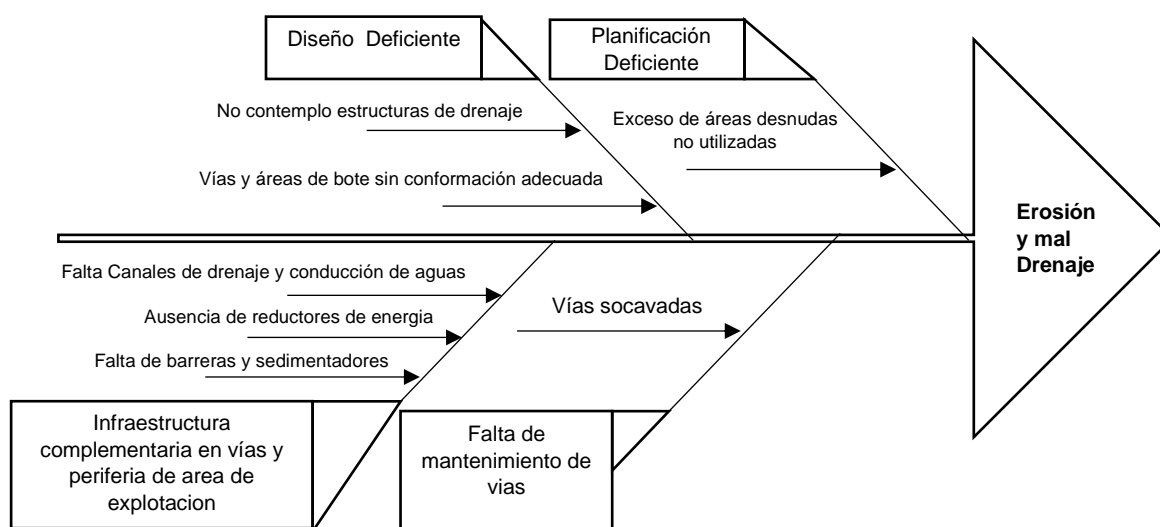 Diseño Deficiente
Planificación
Deficiente
No contemplo estructuras de drenaje
Exceso de áreas desnudas
no utilizadas
Vías y áreas de bote sin conformación adecuada
Erosión
y mal
Drenaje
Falta Canales de drenaje y conducción de aguas
Vías socavadas
Ausencia de reductores de energia
Falta de barreras y sedimentadores
Infraestructura
complementaria en vías y
periferia de area de
explotacion
Falta de
mantenimiento de
vias